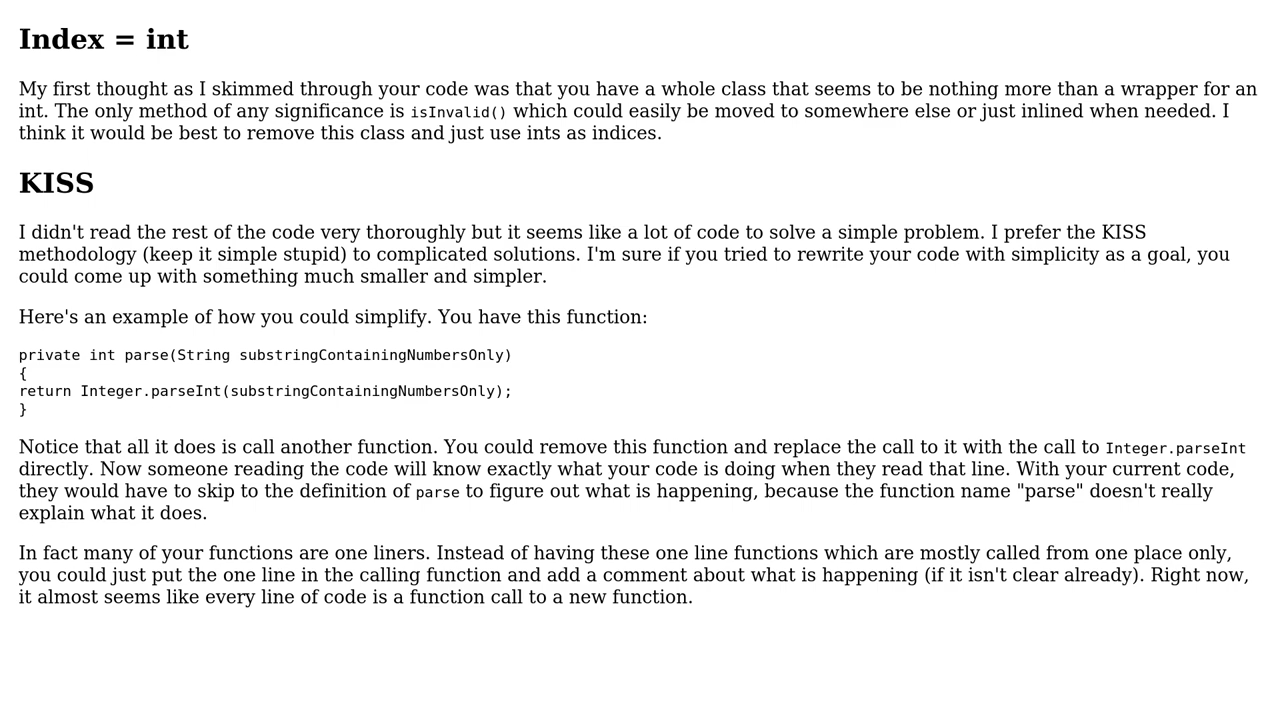 Index = int
My first thought as I skimmed through your code was that you have a whole class that seems to be nothing more than a wrapper for an
int. The only method of any significance is isInvalid() which could easily be moved to somewhere else or just inlined when needed. I
think it would be best to remove this class and just use ints as indices.
KISS
I didn't read the rest of the code very thoroughly but it seems like a lot of code to solve a simple problem. I prefer the KISS
methodology (keep it simple stupid) to complicated solutions. I'm sure if you tried to rewrite your code with simplicity as a goal, you
could come up with something much smaller and simpler.
Here's an example of how you could simplify. You have this function:
private int parse(String substringContainingNumbersOnly)
{
return Integer.parseInt(substringContainingNumbersOnly);
}
Notice that all it does is call another function. You could remove this function and replace the call to it with the call to Integer.parseInt
directly. Now someone reading the code will know exactly what your code is doing when they read that line. With your current code,
they would have to skip to the definition of parse to figure out what is happening, because the function name "parse" doesn't really
explain what it does.
In fact many of your functions are one liners. Instead of having these one line functions which are mostly called from one place only,
you could just put the one line in the calling function and add a comment about what is happening (if it isn't clear already). Right now,
it almost seems like every line of code is a function call to a new function.